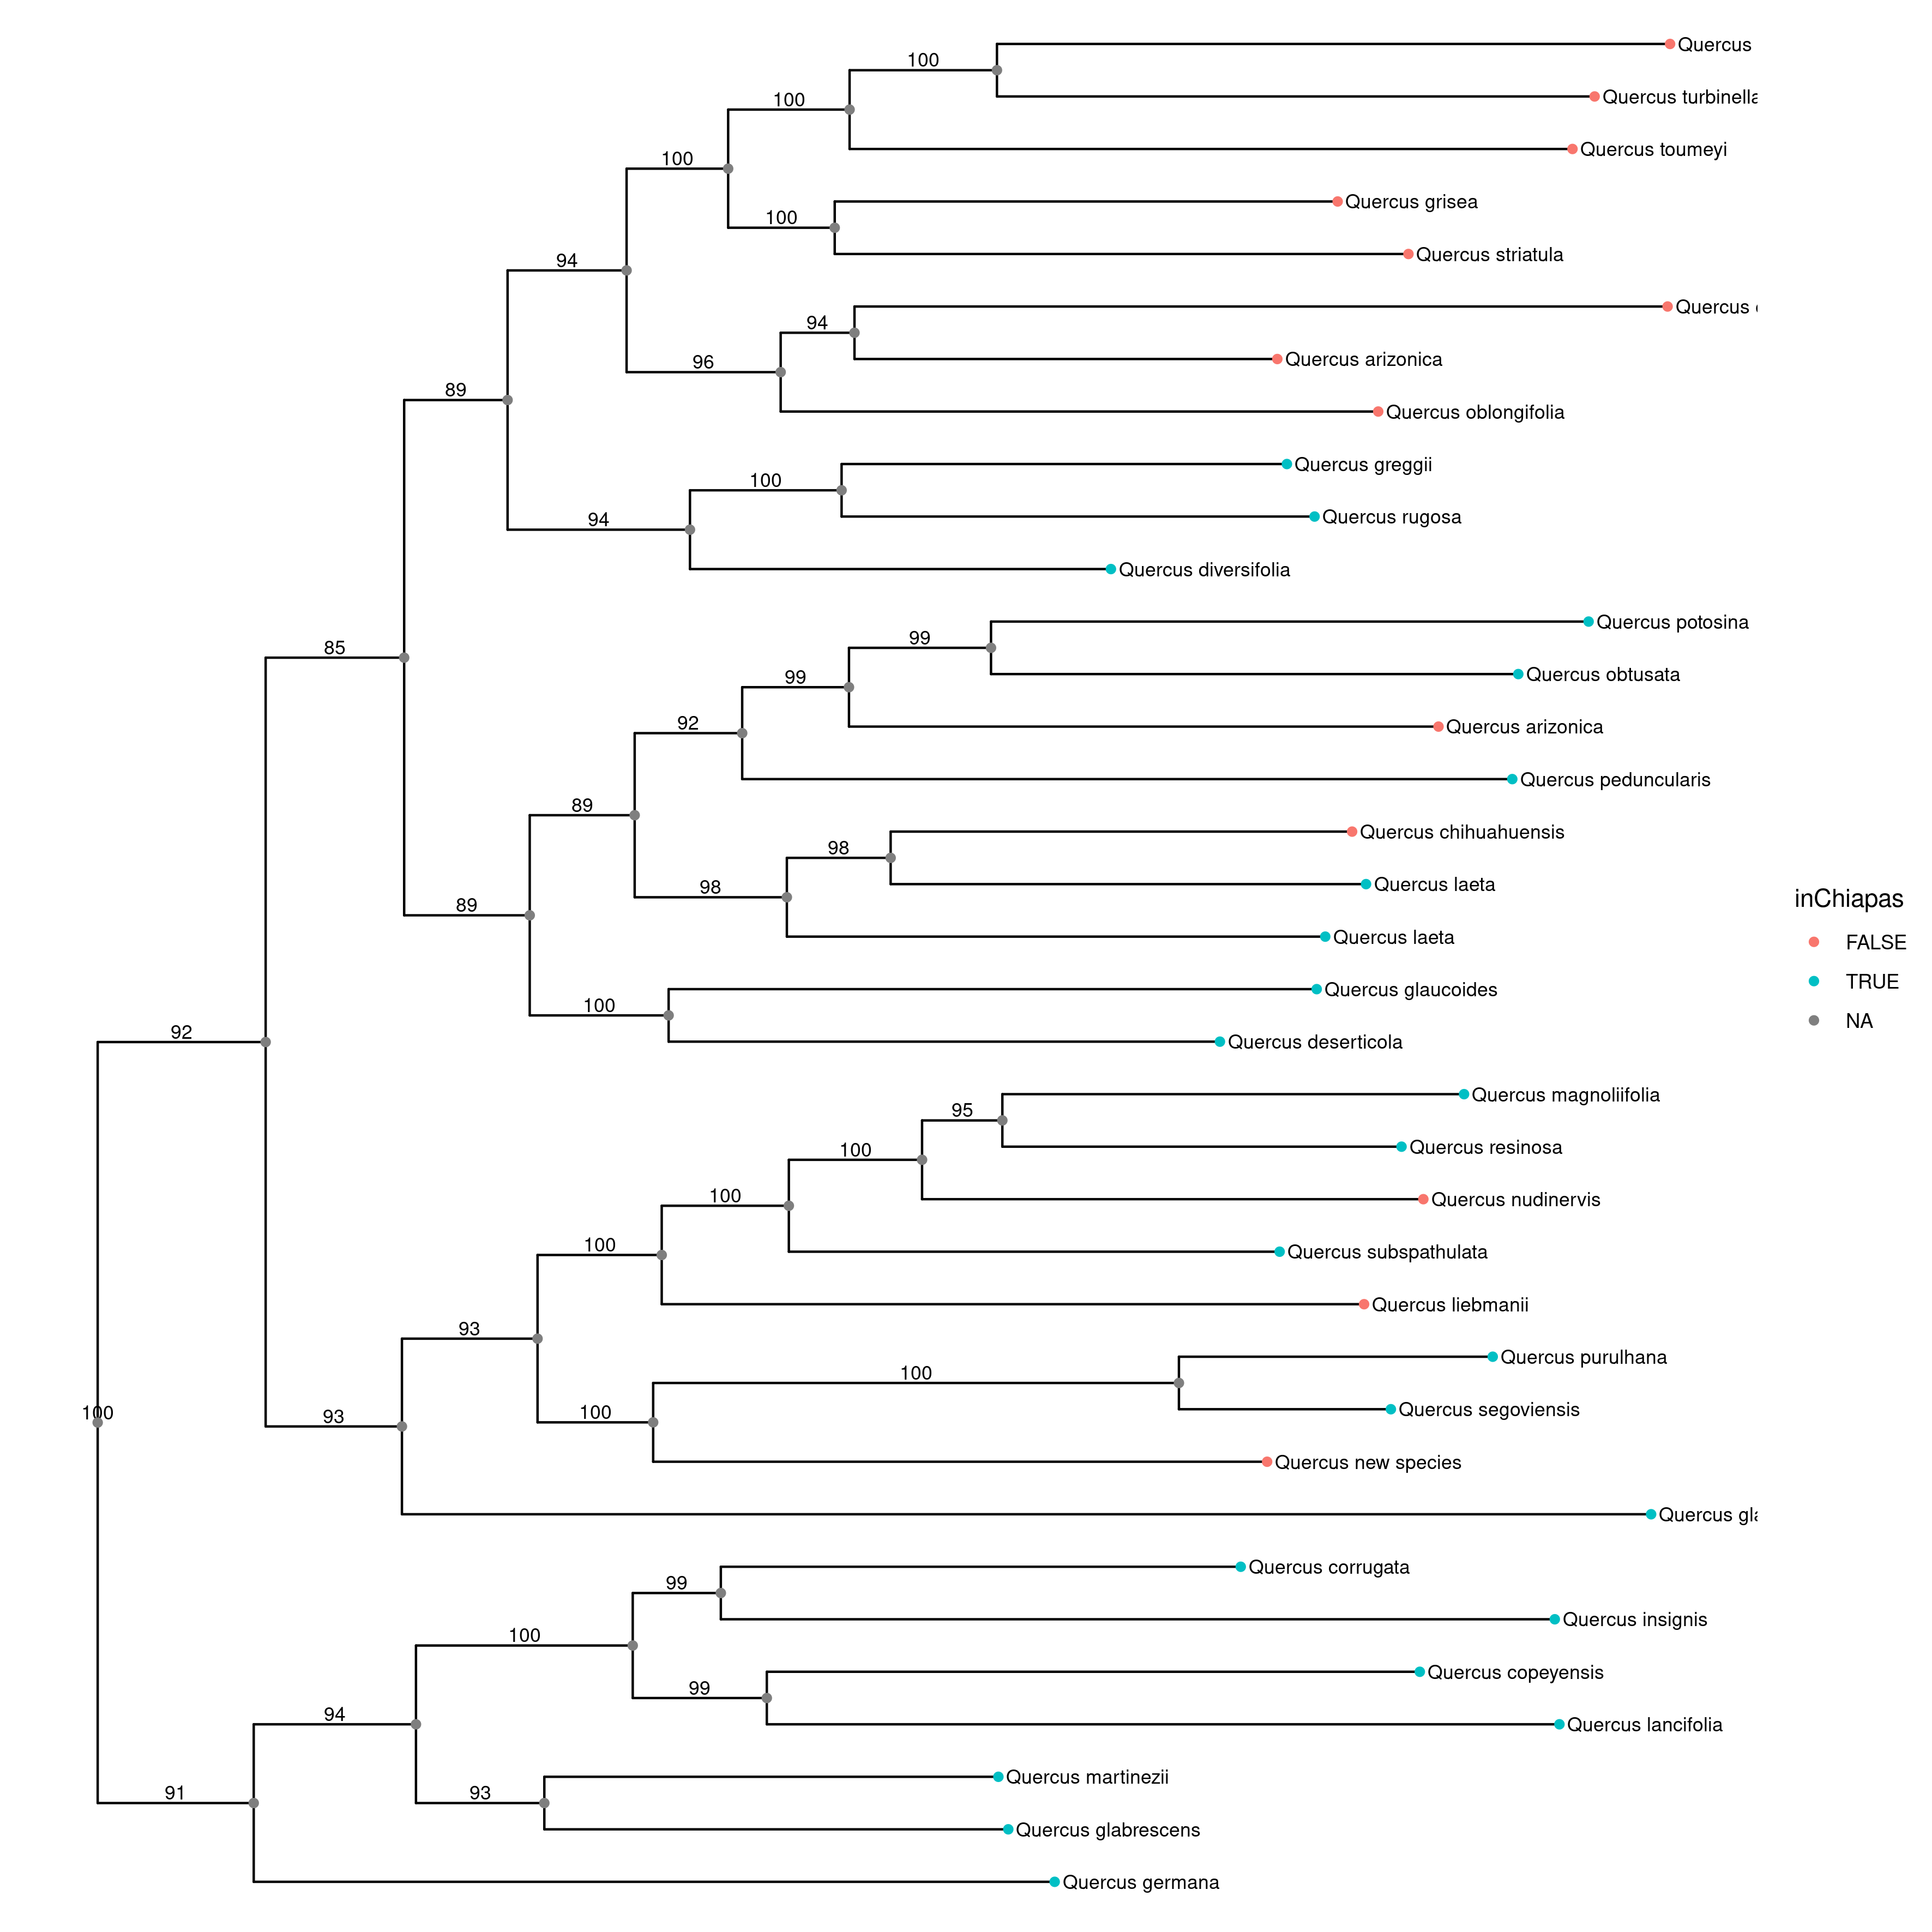 Quercus
100
Quercus turbinella
100
Quercus toumeyi
100
Quercus grisea
100
Quercus striatula
94
Quercus
94
Quercus arizonica
96
Quercus oblongifolia
89
Quercus greggii
100
Quercus rugosa
94
Quercus diversifolia
Quercus potosina
99
85
Quercus obtusata
99
92
Quercus arizonica
Quercus peduncularis
89
Quercus chihuahuensis
98
Quercus laeta
98
inChiapas
89
Quercus laeta
FALSE
TRUE
Quercus glaucoides
100
NA
92
Quercus deserticola
Quercus magnoliifolia
95
Quercus resinosa
100
100
Quercus nudinervis
100
Quercus subspathulata
Quercus liebmanii
93
Quercus purulhana
100
Quercus segoviensis
100
100
93
Quercus new species
Quercus gla
Quercus corrugata
99
Quercus insignis
100
Quercus copeyensis
99
94
Quercus lancifolia
Quercus martinezii
91
93
Quercus glabrescens
Quercus germana